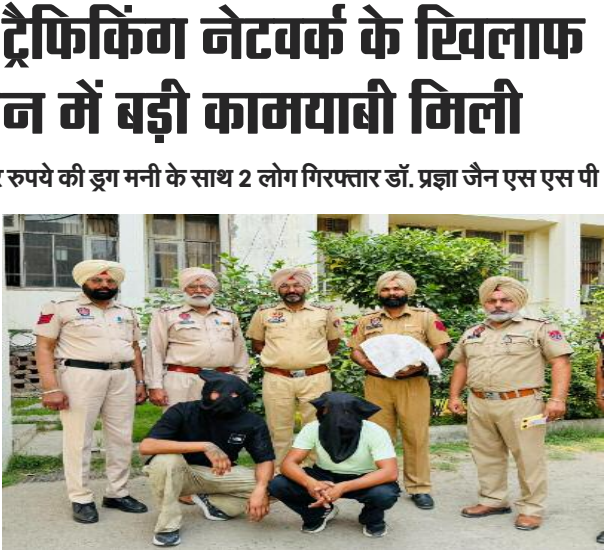 ट्रैफिकिंग नेटवर्क के खिलाफ
न में बड़ी कामयाबी मिली
रुपये की ड्रग मनी के साथ 2 लोग गिरफ्तार डॉ. प्रज्ञा जैन एस एस पी